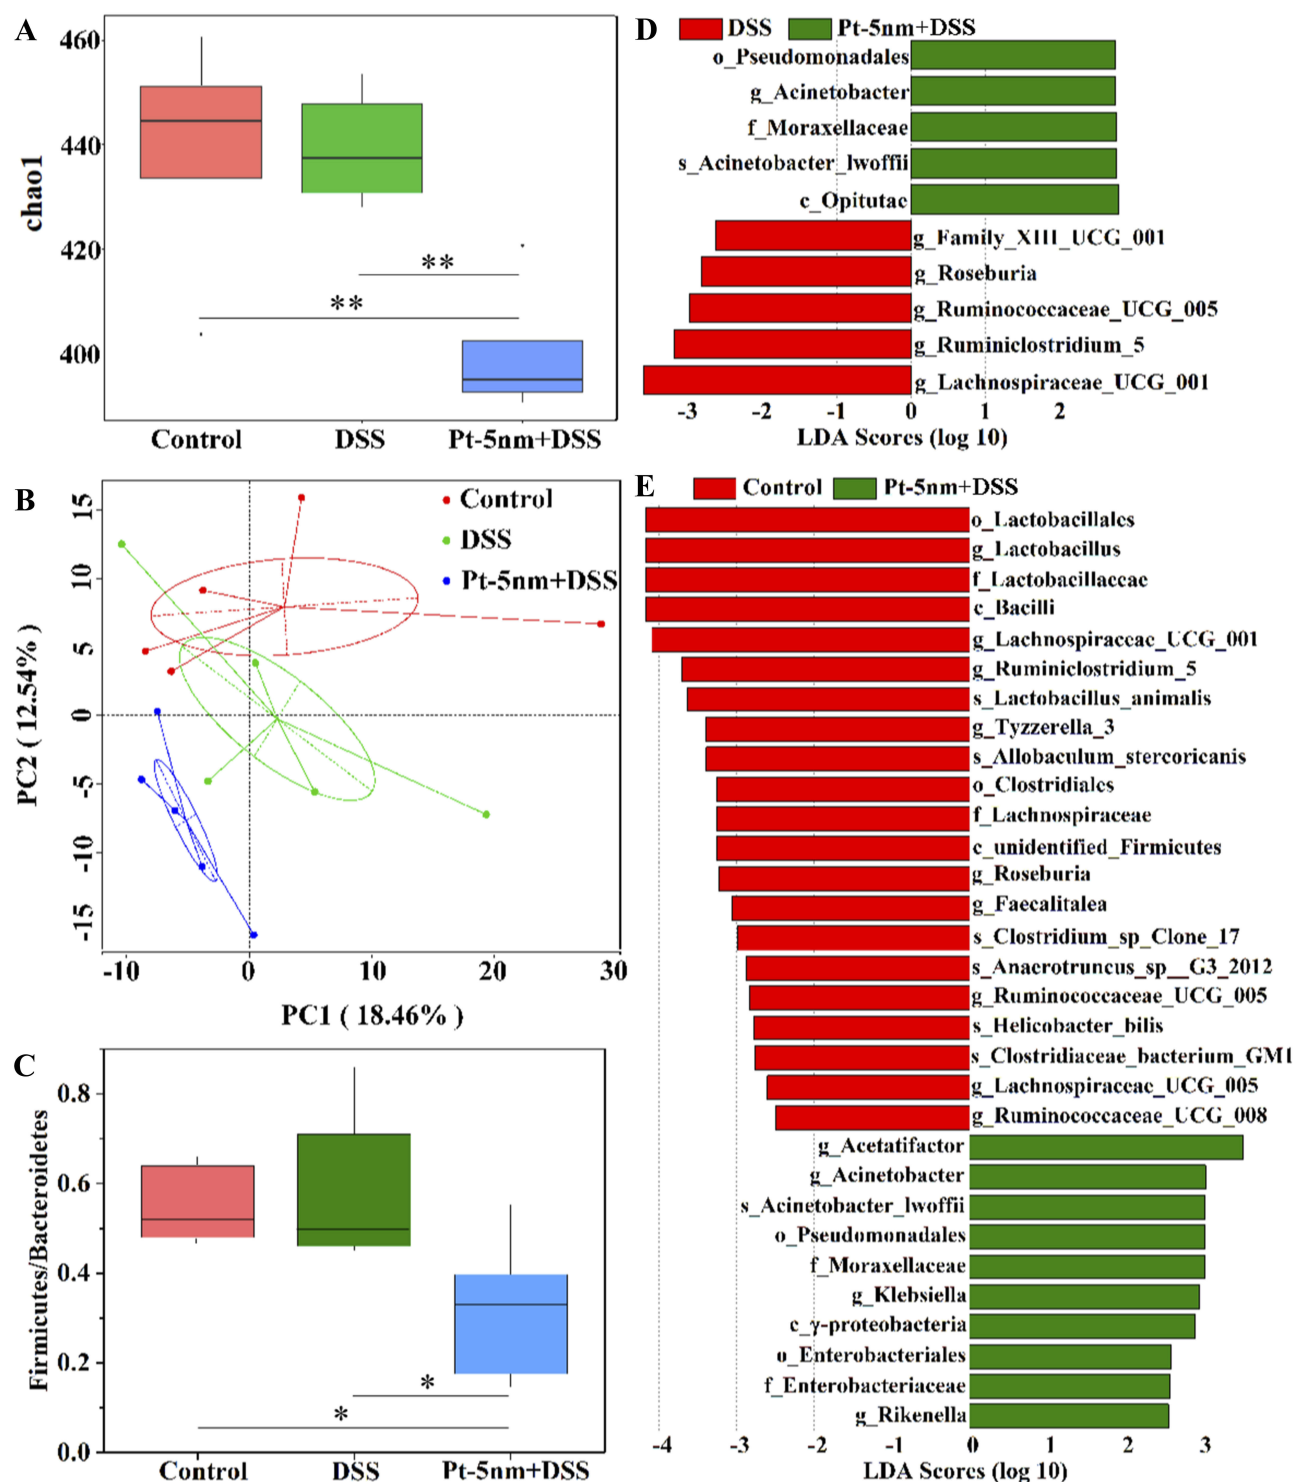 A
460
440
420
400
chao1
**
**
Control DSS Pt-5nm+DSS
B
15
10
5
0
-5
-10
-15
PC2 ( 12.54% )
Control
DSS
Pt-5nm+DSS
-10 0 10 20 30
PC1 ( 18.46% )
C
0.8
0.6
0.4
0.2
0.0
Firmicutes/Bacteroidetes
*
*
Control DSS Pt-5nm+DSS
D
DSS Pt-5nm+DSS
o_Pseudomonadales
g_Acinetobacter
f_Moraxellaceae
s_Acinetobacter_lwoffii
c_Opitutae
g_Family_XIII_UCG_001
g_Roseburia
g_Ruminococcaceae_UCG_005
g_Ruminiclostridium_5
g_Lachnospiraceae_UCG_001
-3 -2 -1 0 1 2
LDA Scores (log 10)
E
Control Pt-5nm+DSS
o_Lactobacillales
g_Lactobacillus
f_Lactobacillaceae
c_Bacilli
g_Lachnospiraceae_UCG_001
g_Ruminiclostridium_5
s_Lactobacillus_animalis
g_Tyzzerella_3
s_Allobaculum_stercoricanis
o_Clostridiales
f_Lachnospiraceae
c_unidentified_Firmicutes
g_Roseburia
g_Faecalitalea
s_Clostridium_sp_Clone_17
s_Anaerotruncus_sp__G3_2012
g_Ruminococcaceae_UCG_005
s_Helicobacter_bilis
s_Clostridiaceae_bacterium_GM1
g_Lachnospiraceae_UCG_005
g_Ruminococcaceae_UCG_008
g_Acetatifactor
g_Acinetobacter
s_Acinetobacter_lwoffii
o_Pseudomonadales
f_Moraxellaceae
g_Klebsiella
c_γ-proteobacteria
o_Enterobacteriales
f_Enterobacteriaceae
g_Rikenella
-4 -3 -2 -1 0 1 2 3
LDA Scores (log 10)